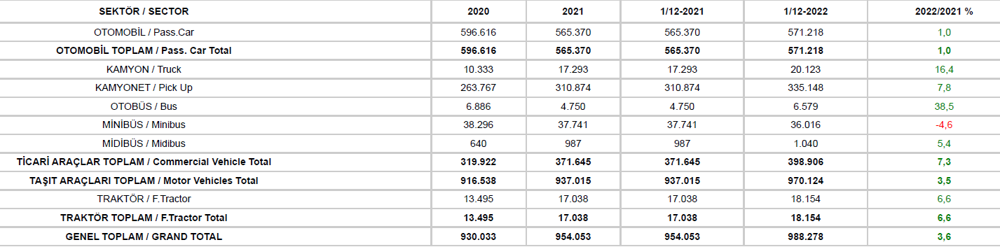 SEKTÖR / SECTOR 2020 2021 1/12-2021 1/12-2022 2022/2021 %
OTOMOBİL / Pass.Car 596.616 565.370 565.370 571.218 1,0
OTOMOBİL TOPLAM / Pass. Car Total 596.616 565.370 565.370 571.218 1,0
KAMYON / Truck 10.333 17.293 17.293 20.123 16,4
KAMYONET / Pick Up 263.767 310.874 310.874 335.148 7,8
OTOBÜS / Bus 6.886 4.750 4.750 6.579 38,5
MİNİBÜS / Minibus 38.296 37.741 37.741 36.016 -4,6
MİDİBÜS / Midibus 640 987 987 1.040 5,4
TİCARİ ARAÇLAR TOPLAM / Commercial Vehicle Total 319.922 371.645 371.645 398.906 7,3
TAŞIT ARAÇLARI TOPLAM / Motor Vehicles Total 916.538 937.015 937.015 970.124 3,5
TRAKTÖR / F.Tractor 13.495 17.038 17.038 18.154 6,6
TRAKTÖR TOPLAM / F.Tractor Total 13.495 17.038 17.038 18.154 6,6
GENEL TOPLAM / GRAND TOTAL 930.033 954.053 954.053 988.278 3,6